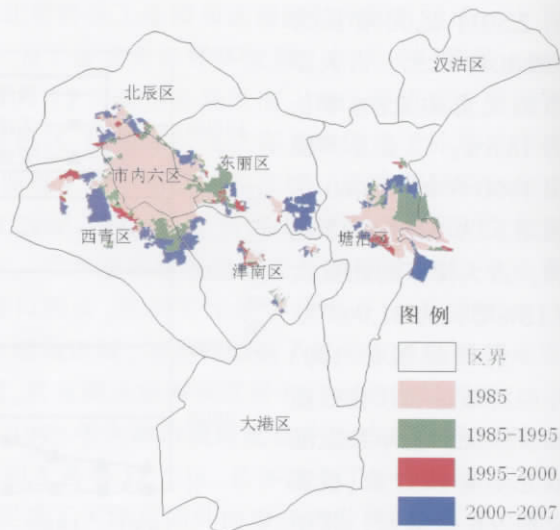 汉沽区
北辰区
东丽区
市内六区
西青区
塘沽区
津南区
大港区
图 例
区界
1985
1985-1995
1995-2000
2000-2007